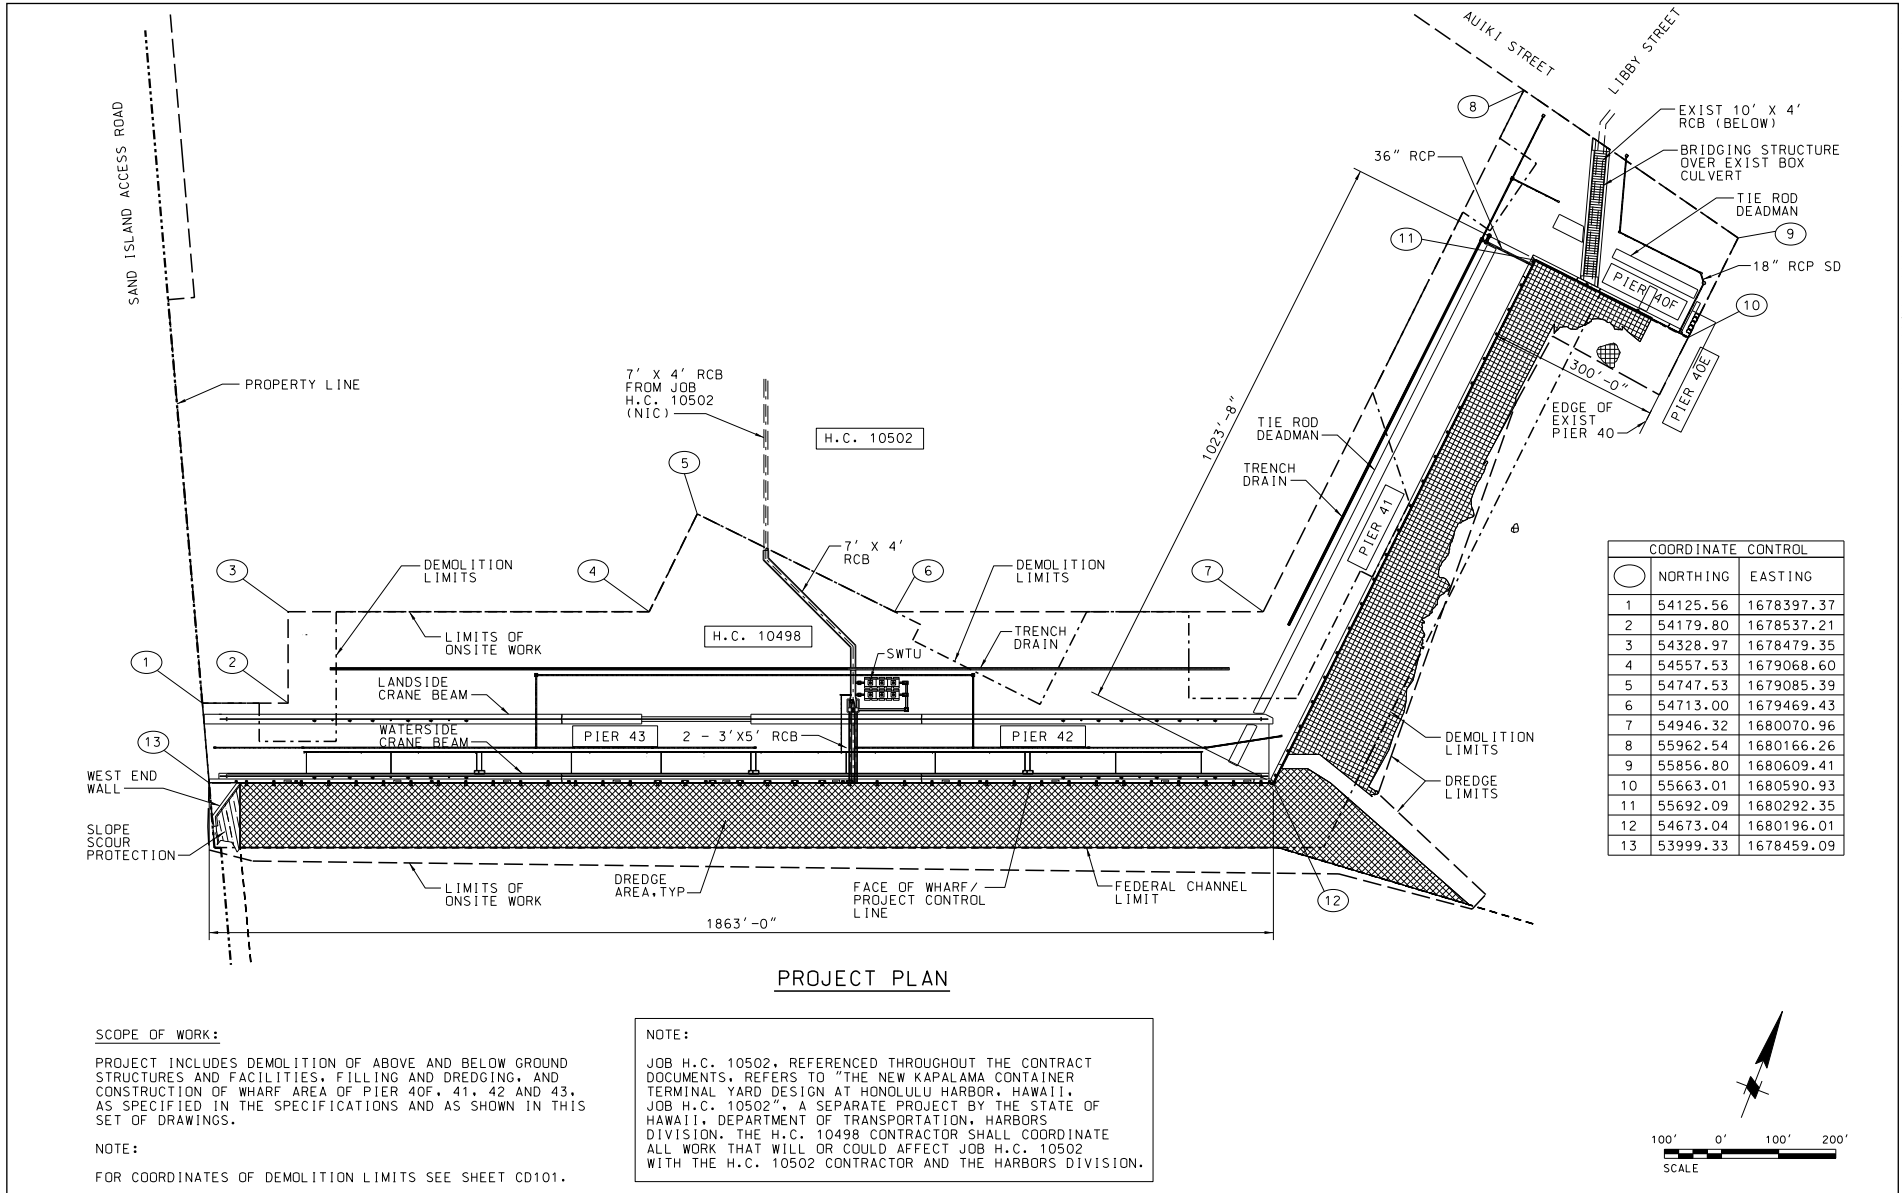 AUIKI STREET
LIBBY STREET
8
EXIST 10' X 4'
RCB (BELOW)
36" RCP
BRIDGING STRUCTURE
OVER EXIST BOX
CULVERT
TIE ROD
DEADMAN
SAND ISLAND ACCESS ROAD
11
9
18" RCP SD
PIER 40F
10
300'-0"
PIER 40E
EDGE OF
EXIST
PIER 40
PROPERTY LINE
7' X 4' RCB
FROM JOB
H.C. 10502
(NIC)
H.C. 10502
1023'-8"
TIE ROD
DEADMAN
TRENCH
DRAIN
PIER 41
5
7' X 4'
RCB
3
DEMOLITION
LIMITS
4
6
DEMOLITION
LIMITS
7
LIMITS OF
ONSITE WORK
H.C. 10498
TRENCH
DRAIN
SWTU
1
2
LANDSIDE
CRANE BEAM
WATERSIDE
CRANE BEAM
PIER 43
2 - 3'X5' RCB
PIER 42
13
WEST END
WALL
SLOPE
SCOUR
PROTECTION
DEMOLITION
LIMITS
DREDGE
LIMITS
LIMITS OF
ONSITE WORK
DREDGE
AREA,TYP
FACE OF WHARF/
PROJECT CONTROL
LINE
FEDERAL CHANNEL
LIMIT
12
1863'-0"
COORDINATE CONTROL
NORTHING EASTING
1 54125.56 1678397.37
2 54179.80 1678537.21
3 54328.97 1678479.35
4 54557.53 1679068.60
5 54747.53 1679085.39
6 54713.00 1679469.43
7 54946.32 1680070.96
8 55962.54 1680166.26
9 55856.80 1680609.41
10 55663.01 1680590.93
11 55692.09 1680292.35
12 54673.04 1680196.01
13 53999.33 1678459.09
PROJECT PLAN
SCOPE OF WORK:
PROJECT INCLUDES DEMOLITION OF ABOVE AND BELOW GROUND
STRUCTURES AND FACILITIES, FILLING AND DREDGING, AND
CONSTRUCTION OF WHARF AREA OF PIER 40F, 41, 42 AND 43,
AS SPECIFIED IN THE SPECIFICATIONS AND AS SHOWN IN THIS
SET OF DRAWINGS.
NOTE:
FOR COORDINATES OF DEMOLITION LIMITS SEE SHEET CD101.
NOTE:
JOB H.C. 10502, REFERENCED THROUGHOUT THE CONTRACT
DOCUMENTS, REFERS TO "THE NEW KAPALAMA CONTAINER
TERMINAL YARD DESIGN AT HONOLULU HARBOR, HAWAII,
JOB H.C. 10502", A SEPARATE PROJECT BY THE STATE OF
HAWAII, DEPARTMENT OF TRANSPORTATION, HARBORS
DIVISION. THE H.C. 10498 CONTRACTOR SHALL COORDINATE
ALL WORK THAT WILL OR COULD AFFECT JOB H.C. 10502
WITH THE H.C. 10502 CONTRACTOR AND THE HARBORS DIVISION.
100' 0' 100' 200'
SCALE